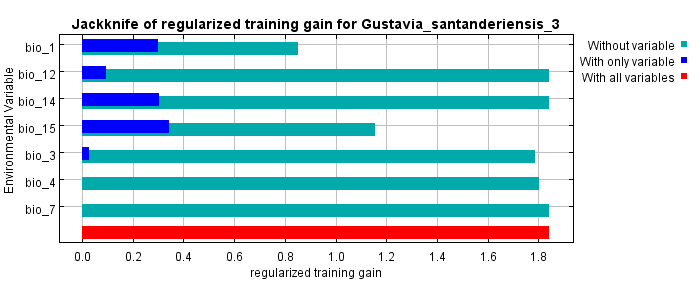 Jackknife of regularized training gain for Gustavia_santanderiensis_3
Without variable
With only variable
With all variables
Environmental Variable
bio_1
bio_12
bio_14
bio_15
bio_3
bio_4
bio_7
0.0 0.2 0.4 0.6 0.8 1.0 1.2 1.4 1.6 1.8
regularized training gain